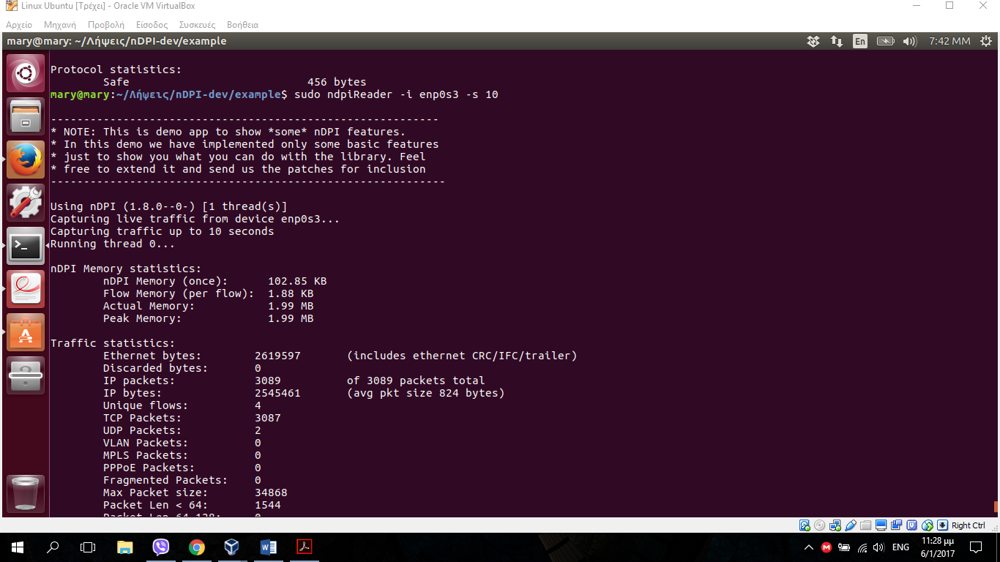 Linux Ubuntu [Τρέχει] - Oracle VM VirtualBox
Αρχείο Μηχανή Προβολή Είσοδος Συσκευές Βοήθεια
mary@mary: ~/Λήψεις/nDPI-dev/example En 7:42 ΜΜ
Protocol statistics:
Safe 456 bytes
mary@mary:~/Λήψεις/nDPI-dev/example$ sudo ndpiReader -i enp0s3 -s 10
-----------------------------------------------------------
* NOTE: This is demo app to show *some* nDPI features.
* In this demo we have implemented only some basic features
* just to show you what you can do with the library. Feel
* free to extend it and send us the patches for inclusion
------------------------------------------------------------
Using nDPI (1.8.0--0-) [1 thread(s)]
Capturing live traffic from device enp0s3...
Capturing traffic up to 10 seconds
Running thread 0...
nDPI Memory statistics:
nDPI Memory (once): 102.85 KB
Flow Memory (per flow): 1.88 KB
Actual Memory: 1.99 MB
Peak Memory: 1.99 MB
Traffic statistics:
Ethernet bytes: 2619597 (includes ethernet CRC/IFC/trailer)
Discarded bytes: 0
IP packets: 3089 of 3089 packets total
IP bytes: 2545461 (avg pkt size 824 bytes)
Unique flows: 4
TCP Packets: 3087
UDP Packets: 2
VLAN Packets: 0
MPLS Packets: 0
PPPoE Packets: 0
Fragmented Packets: 0
Max Packet size: 34868
Packet Len < 64: 1544
Packet Len 64-128: 0
Right Ctrl
ENG 11:28 μμ
6/1/2017